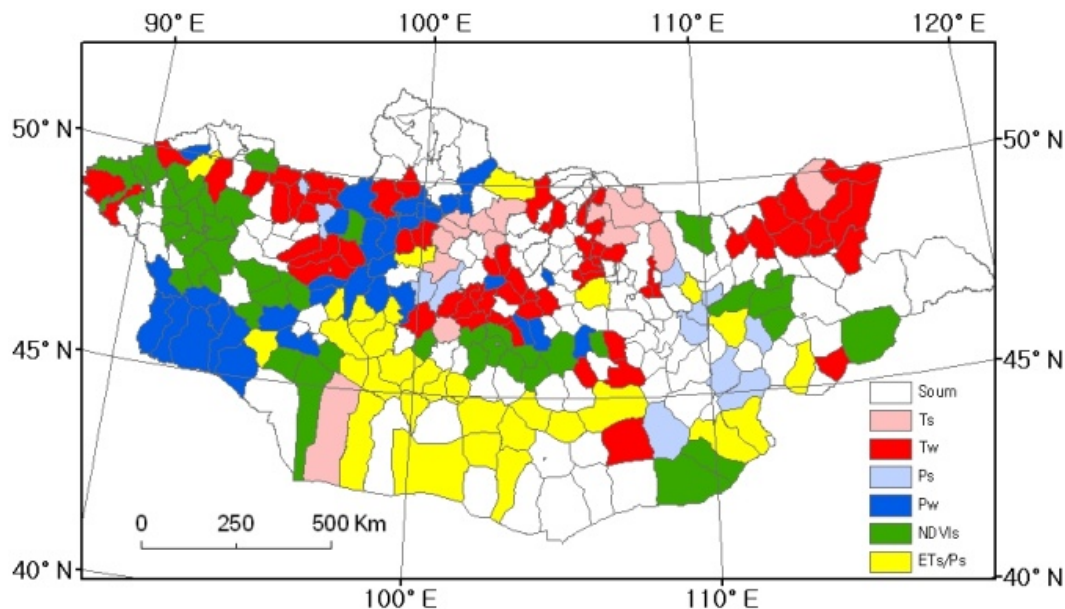 90° E 100° E 110° E 120° E
50° N 50° N
45° N 45° N
Soum
Ts
Tw
Ps
Pw
NDVIs
ETs/Ps
0 250 500 Km
40° N 40° N
100° E 110° E